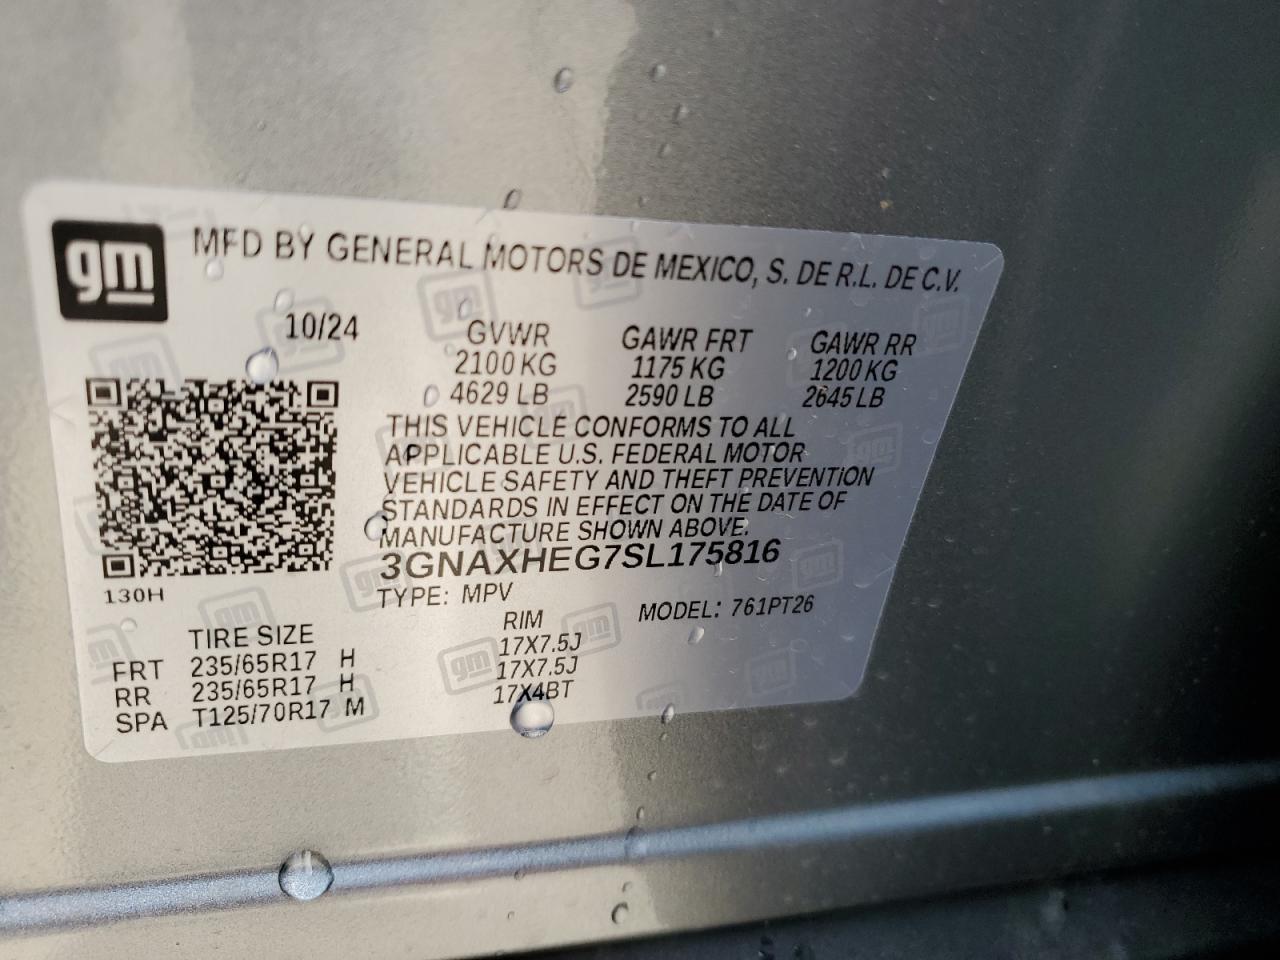 gm
MFD BY GENERAL MOTORS DE MEXICO, S. DE R.L. DE C.V.
10/24
GVWR GAWR FRT GAWR RR
2100 KG 1175 KG 1200 KG
4629 LB 2590 LB 2645 LB
THIS VEHICLE CONFORMS TO ALL
APPLICABLE U.S. FEDERAL MOTOR
VEHICLE SAFETY AND THEFT PREVENTION
STANDARDS IN EFFECT ON THE DATE OF
MANUFACTURE SHOWN ABOVE.
3GNAXHEG7SL175816
130H
TYPE: MPV MODEL: 761PT26
TIRE SIZE RIM
FRT 235/65R17 H 17X7.5J
RR 235/65R17 H 17X7.5J
SPA T125/70R17 M 17X4BT